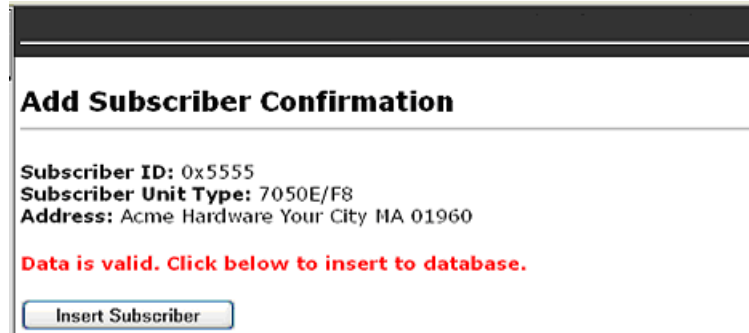 Add Subscriber Confirmation
Subscriber ID: 0x5555
Subscriber Unit Type: 7050E/F8
Address: Acme Hardware Your City MA 01960
Data is valid. Click below to insert to database.
Insert Subscriber